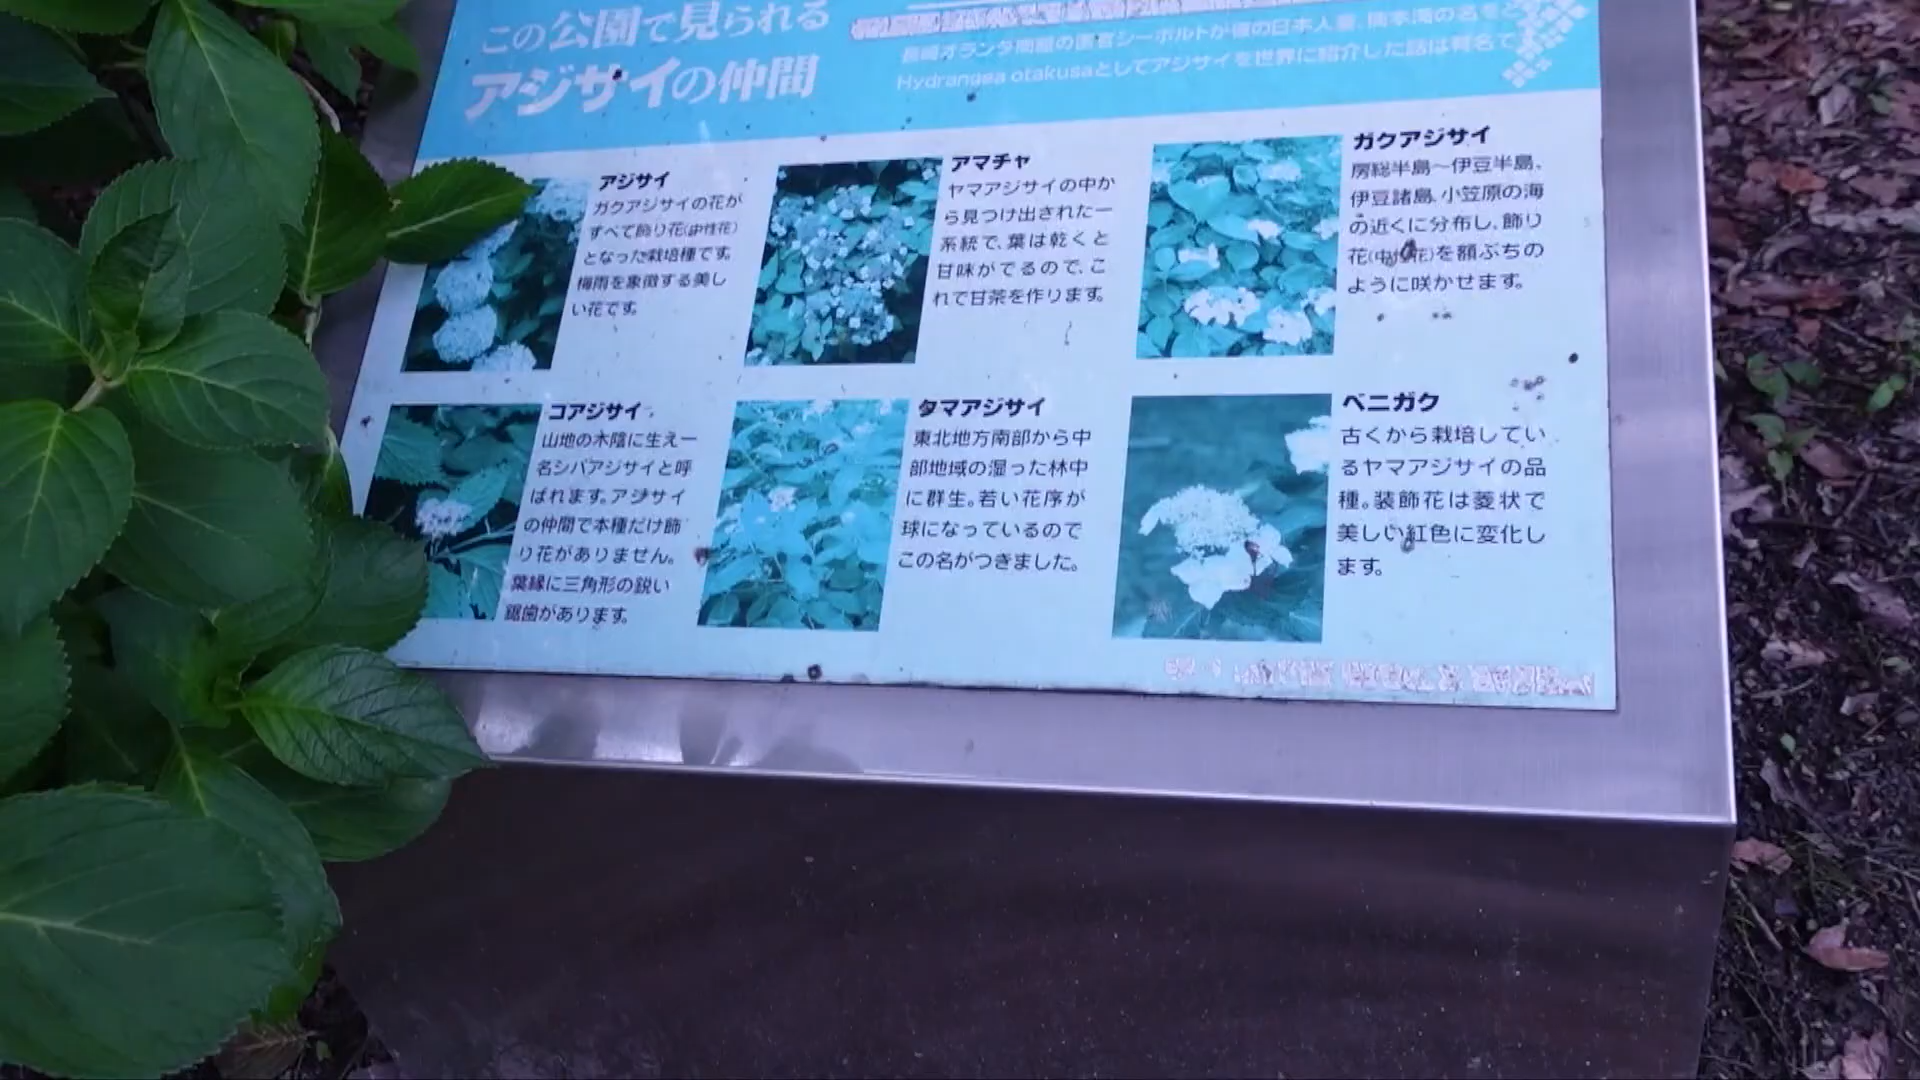 この公園で見られる
アジサイの仲間
長崎オランダ商館の医官シーボルトが彼の日本人妻、
Hydrangea otakusaとしてアジサイを世界に紹介した話は有名で
アジサイ
ガクアジサイの花が
すべて飾り花(中性花)
となった栽培種です。
梅雨を象徴する美し
い花です。
アマチャ
ヤマアジサイの中か
ら見つけ出された一
系統で、葉は乾くと
甘味がでるので、こ
れで甘茶を作ります。
ガクアジサイ
房総半島～伊豆半島、
伊豆諸島、小笠原の海
の近くに分布し、飾り
花(中性花)を額ぶちの
ように咲かせます。
コアジサイ
山地の木陰に生え一
名シバアジサイと呼
ばれます。アジサイ
の仲間で本種だけ飾
り花がありません。
葉縁に三角形の鋭い
鋸歯があります。
タマアジサイ
東北地方南部から中
部地域の湿った林中
に群生。若い花序が
球になっているので
この名がつきました。
ベニガク
古くから栽培してい
るヤマアジサイの品
種。装飾花は菱状で
美しい紅色に変化し
ます。